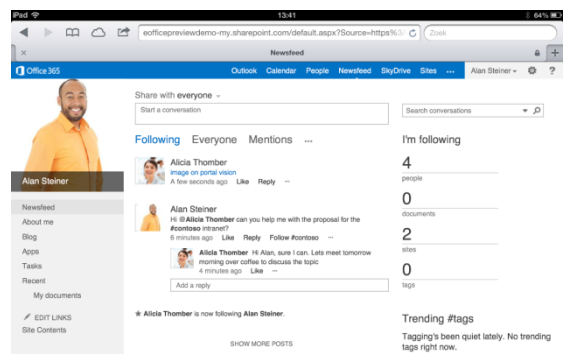 iPad 13:41 64%
eofficepreviewdemo-my.sharepoint.com/default.aspx?Source=https%3 Zoek
Newsfeed
Office 365 Outlook Calendar People Newsfeed SkyDrive Sites ... Alan Steiner ?
Share with everyone
Start a conversation
Search conversations
Following Everyone Mentions ...
I'm following
Alicia Thomber
image on portal vision
A few seconds ago Like Reply ...
4
people
Alan Steiner
0
documents
Newsfeed
About me
Blog
Apps
Tasks
Recent
My documents
EDIT LINKS
Site Contents
Alan Steiner
Hi @Alicia Thomber can you help me with the proposal for the
#contoso intranet?
6 minutes ago Like Reply Follow #contoso ...
2
sites
Alicia Thomber Hi Alan, sure I can. Lets meet tomorrow
morning over coffee to discuss the topic
4 minutes ago Like ...
0
tags
Add a reply
Alicia Thomber is now following Alan Steiner.
SHOW MORE POSTS
Trending #tags
Tagging's been quiet lately. No trending
tags right now.